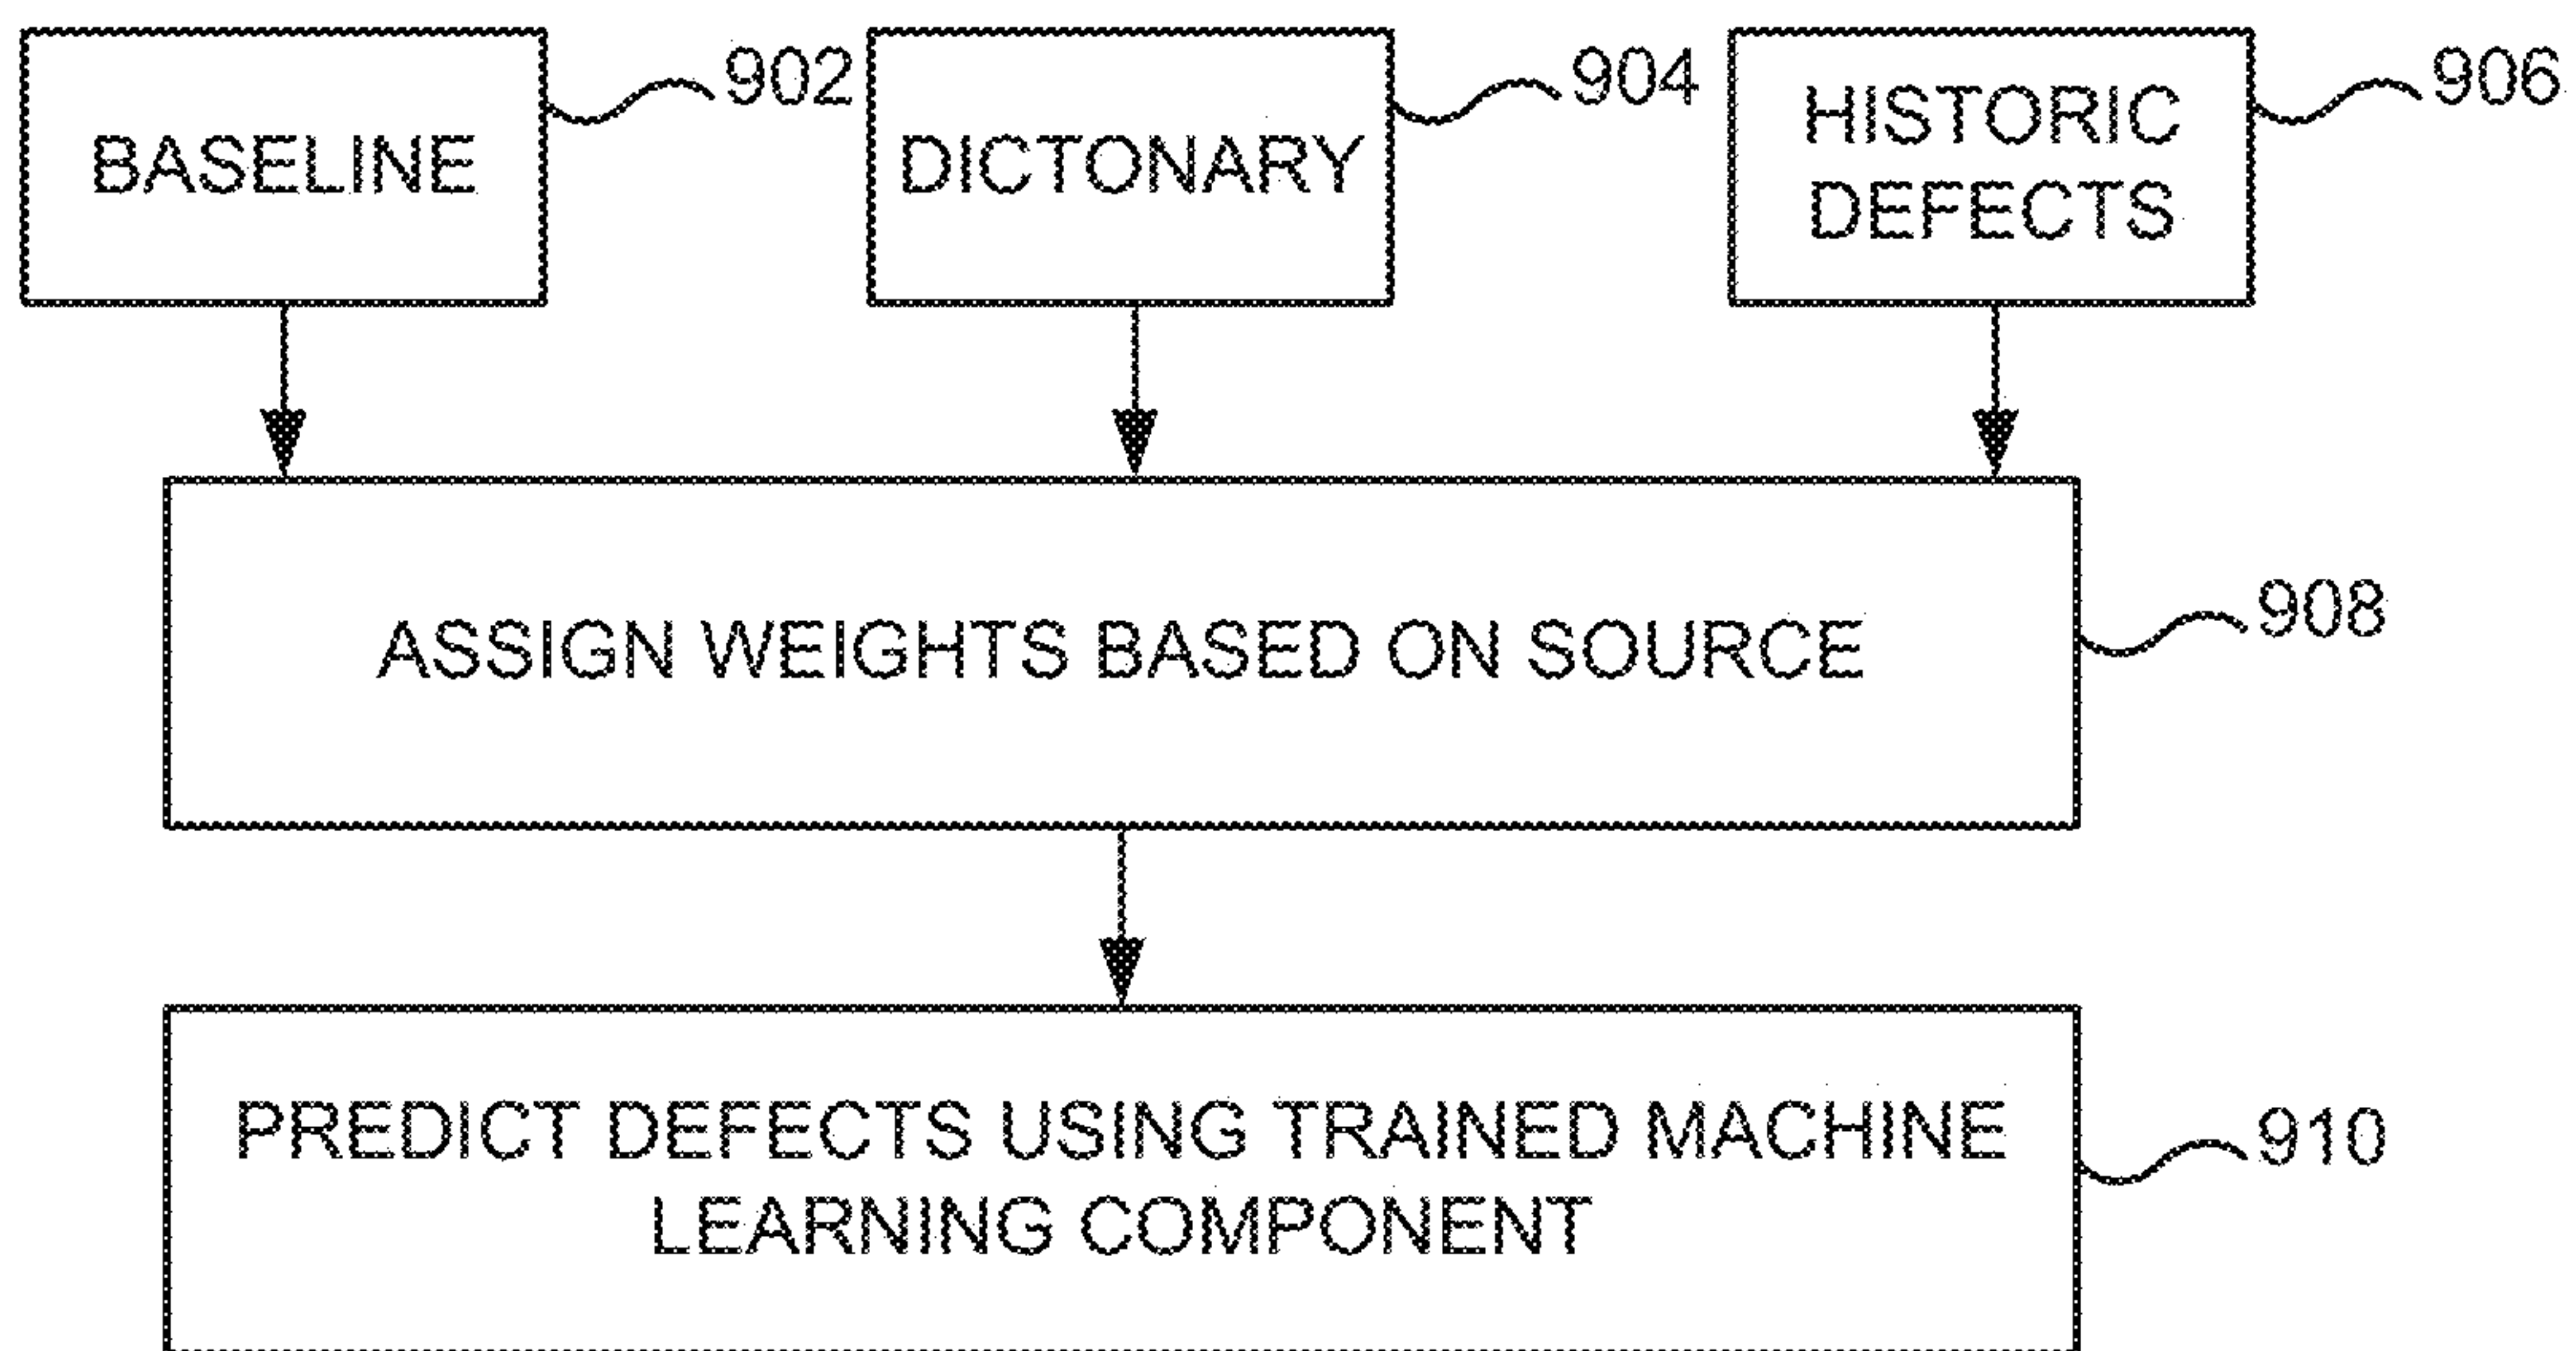 BASELINE
902
DICTONARY
904
HISTORIC
DEFECTS
906
ASSIGN WEIGHTS BASED ON SOURCE
908
PREDICT DEFECTS USING TRAINED MACHINE
LEARNING COMPONENT
910